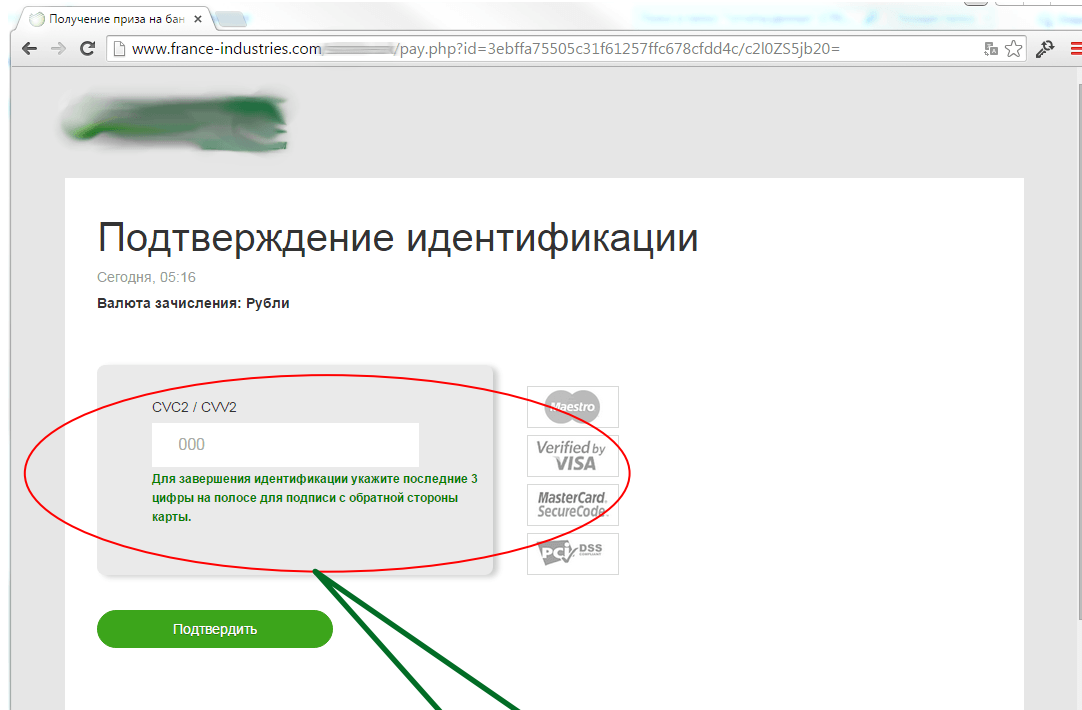 Получение приза на бан
www.france-industries.com/pay.php?id=3ebffa75505c31f61257ffc678cfdd4c/c2l0ZS5jb20=
Подтверждение идентификации
Сегодня, 05:16
Валюта зачисления: Рубли
CVC2 / CVV2
000
Для завершения идентификации укажите последние 3
цифры на полосе для подписи с обратной стороны
карты.
Maestro
Verified by
VISA
MasterCard.
SecureCode.
PCI DSS
COMPLIANT
Подтвердить